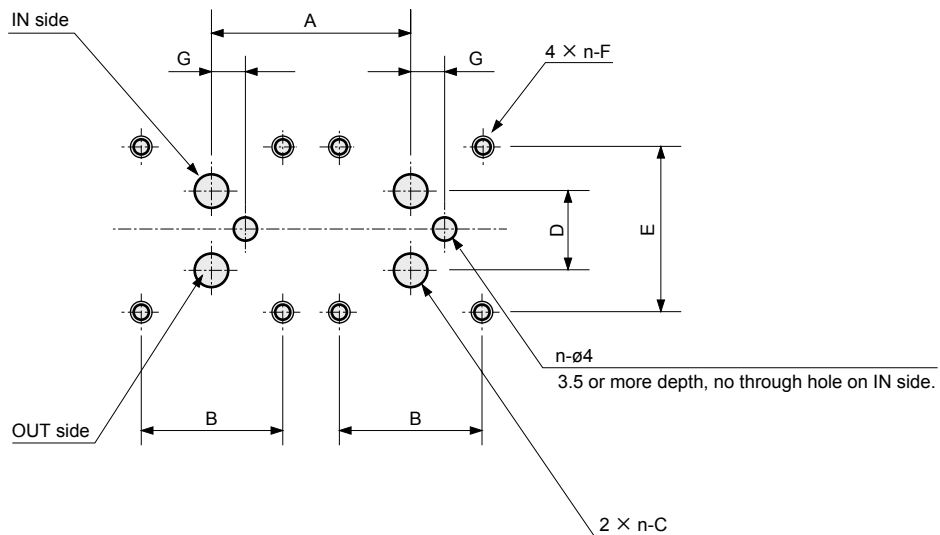 IN side
A
G
G
4 × n-F
D
E
n-ø4
3.5 or more depth, no through hole on IN side.
B
B
OUT side
2 × n-C